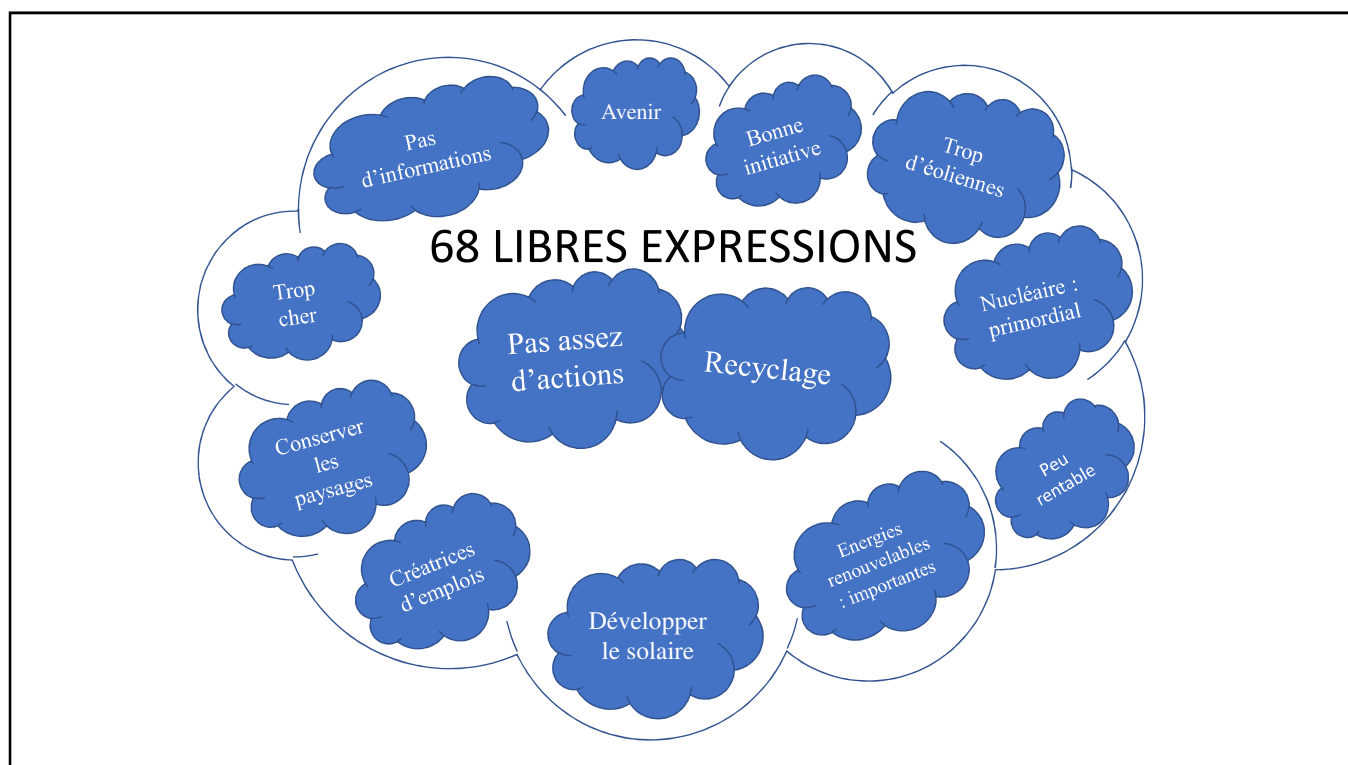 Pas
d'informations
Avenir
Bonne
initiative
Trop
d'éoliennes
68 LIBRES EXPRESSIONS
Trop
cher
Pas assez
d'actions
Recyclage
Nucléaire :
primordial
Conserver
les
paysages
Peu
rentable
Créatrices
d'emplois
Développer
le solaire
Energies
renouvelables
: importantes